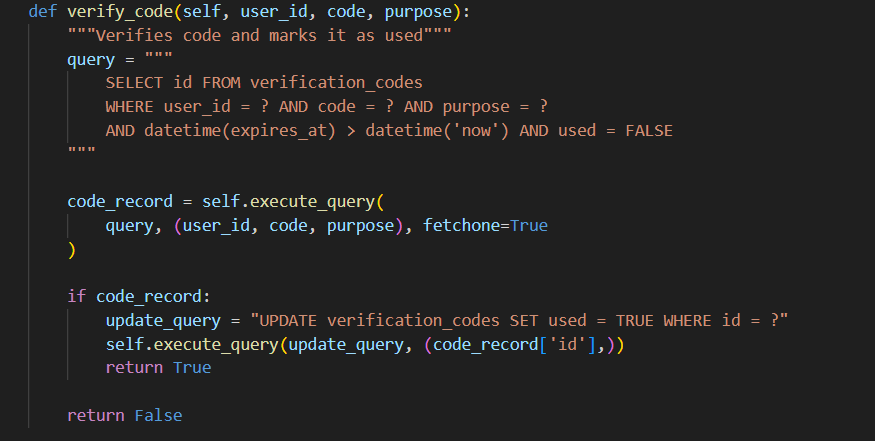 def verify_code(self, user_id, code, purpose):
    """Verifies code and marks it as used"""
    query = """
        SELECT id FROM verification_codes
        WHERE user_id = ? AND code = ? AND purpose = ?
        AND datetime(expires_at) > datetime('now') AND used = FALSE
    """

    code_record = self.execute_query(
        query, (user_id, code, purpose), fetchone=True
    )

    if code_record:
        update_query = "UPDATE verification_codes SET used = TRUE WHERE id = ?"
        self.execute_query(update_query, (code_record['id'],))
        return True

    return False